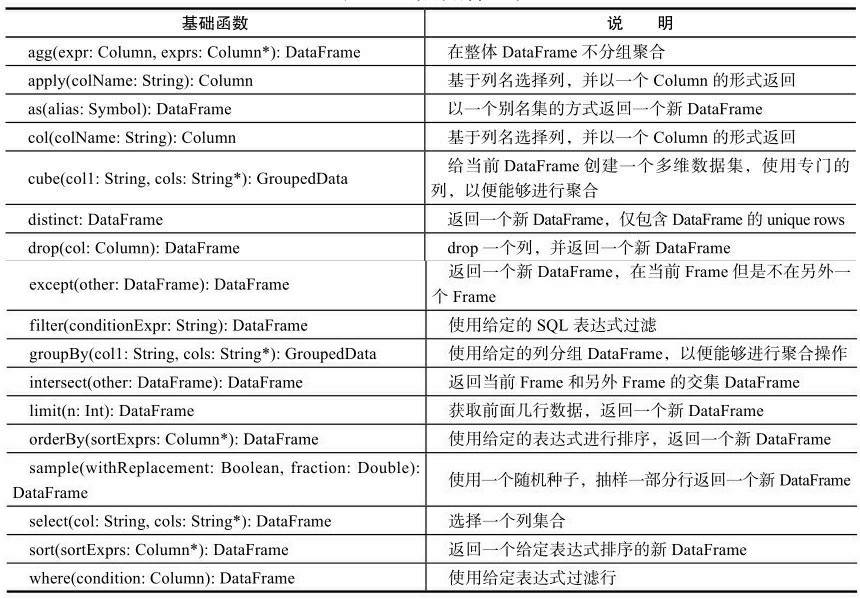 基础函数 说 明
agg(expr: Column, exprs: Column*): DataFrame 在整体 DataFrame 不分组聚合
apply(colName: String): Column 基于列名选择列，并以一个 Column 的形式返回
as(alias: Symbol): DataFrame 以一个别名集的方式返回一个新 DataFrame
col(colName: String): Column 基于列名选择列，并以一个 Column 的形式返回
cube(col1: String, cols: String*): GroupedData 给当前 DataFrame 创建一个多维数据集，使用专门的
列，以便能够进行聚合
distinct: DataFrame 返回一个新 DataFrame，仅包含 DataFrame 的 unique rows
drop(col: Column): DataFrame drop 一个列，并返回一个新 DataFrame
except(other: DataFrame): DataFrame 返回一个新 DataFrame，在当前 Frame 但是不在另外一
个 Frame
filter(conditionExpr: String): DataFrame 使用给定的 SQL 表达式过滤
groupBy(col1: String, cols: String*): GroupedData 使用给定的列分组 DataFrame，以便能够进行聚合操作
intersect(other: DataFrame): DataFrame 返回当前 Frame 和另外 Frame 的交集 DataFrame
limit(n: Int): DataFrame 获取前面几行数据，返回一个新 DataFrame
orderBy(sortExprs: Column*): DataFrame 使用给定的表达式进行排序，返回一个新 DataFrame
sample(withReplacement: Boolean, fraction: Double):
DataFrame
使用一个随机种子，抽样一部分行返回一个新 DataFrame
select(col: String, cols: String*): DataFrame 选择一个列集合
sort(sortExprs: Column*): DataFrame 返回一个给定表达式排序的新 DataFrame
where(condition: Column): DataFrame 使用给定表达式过滤行